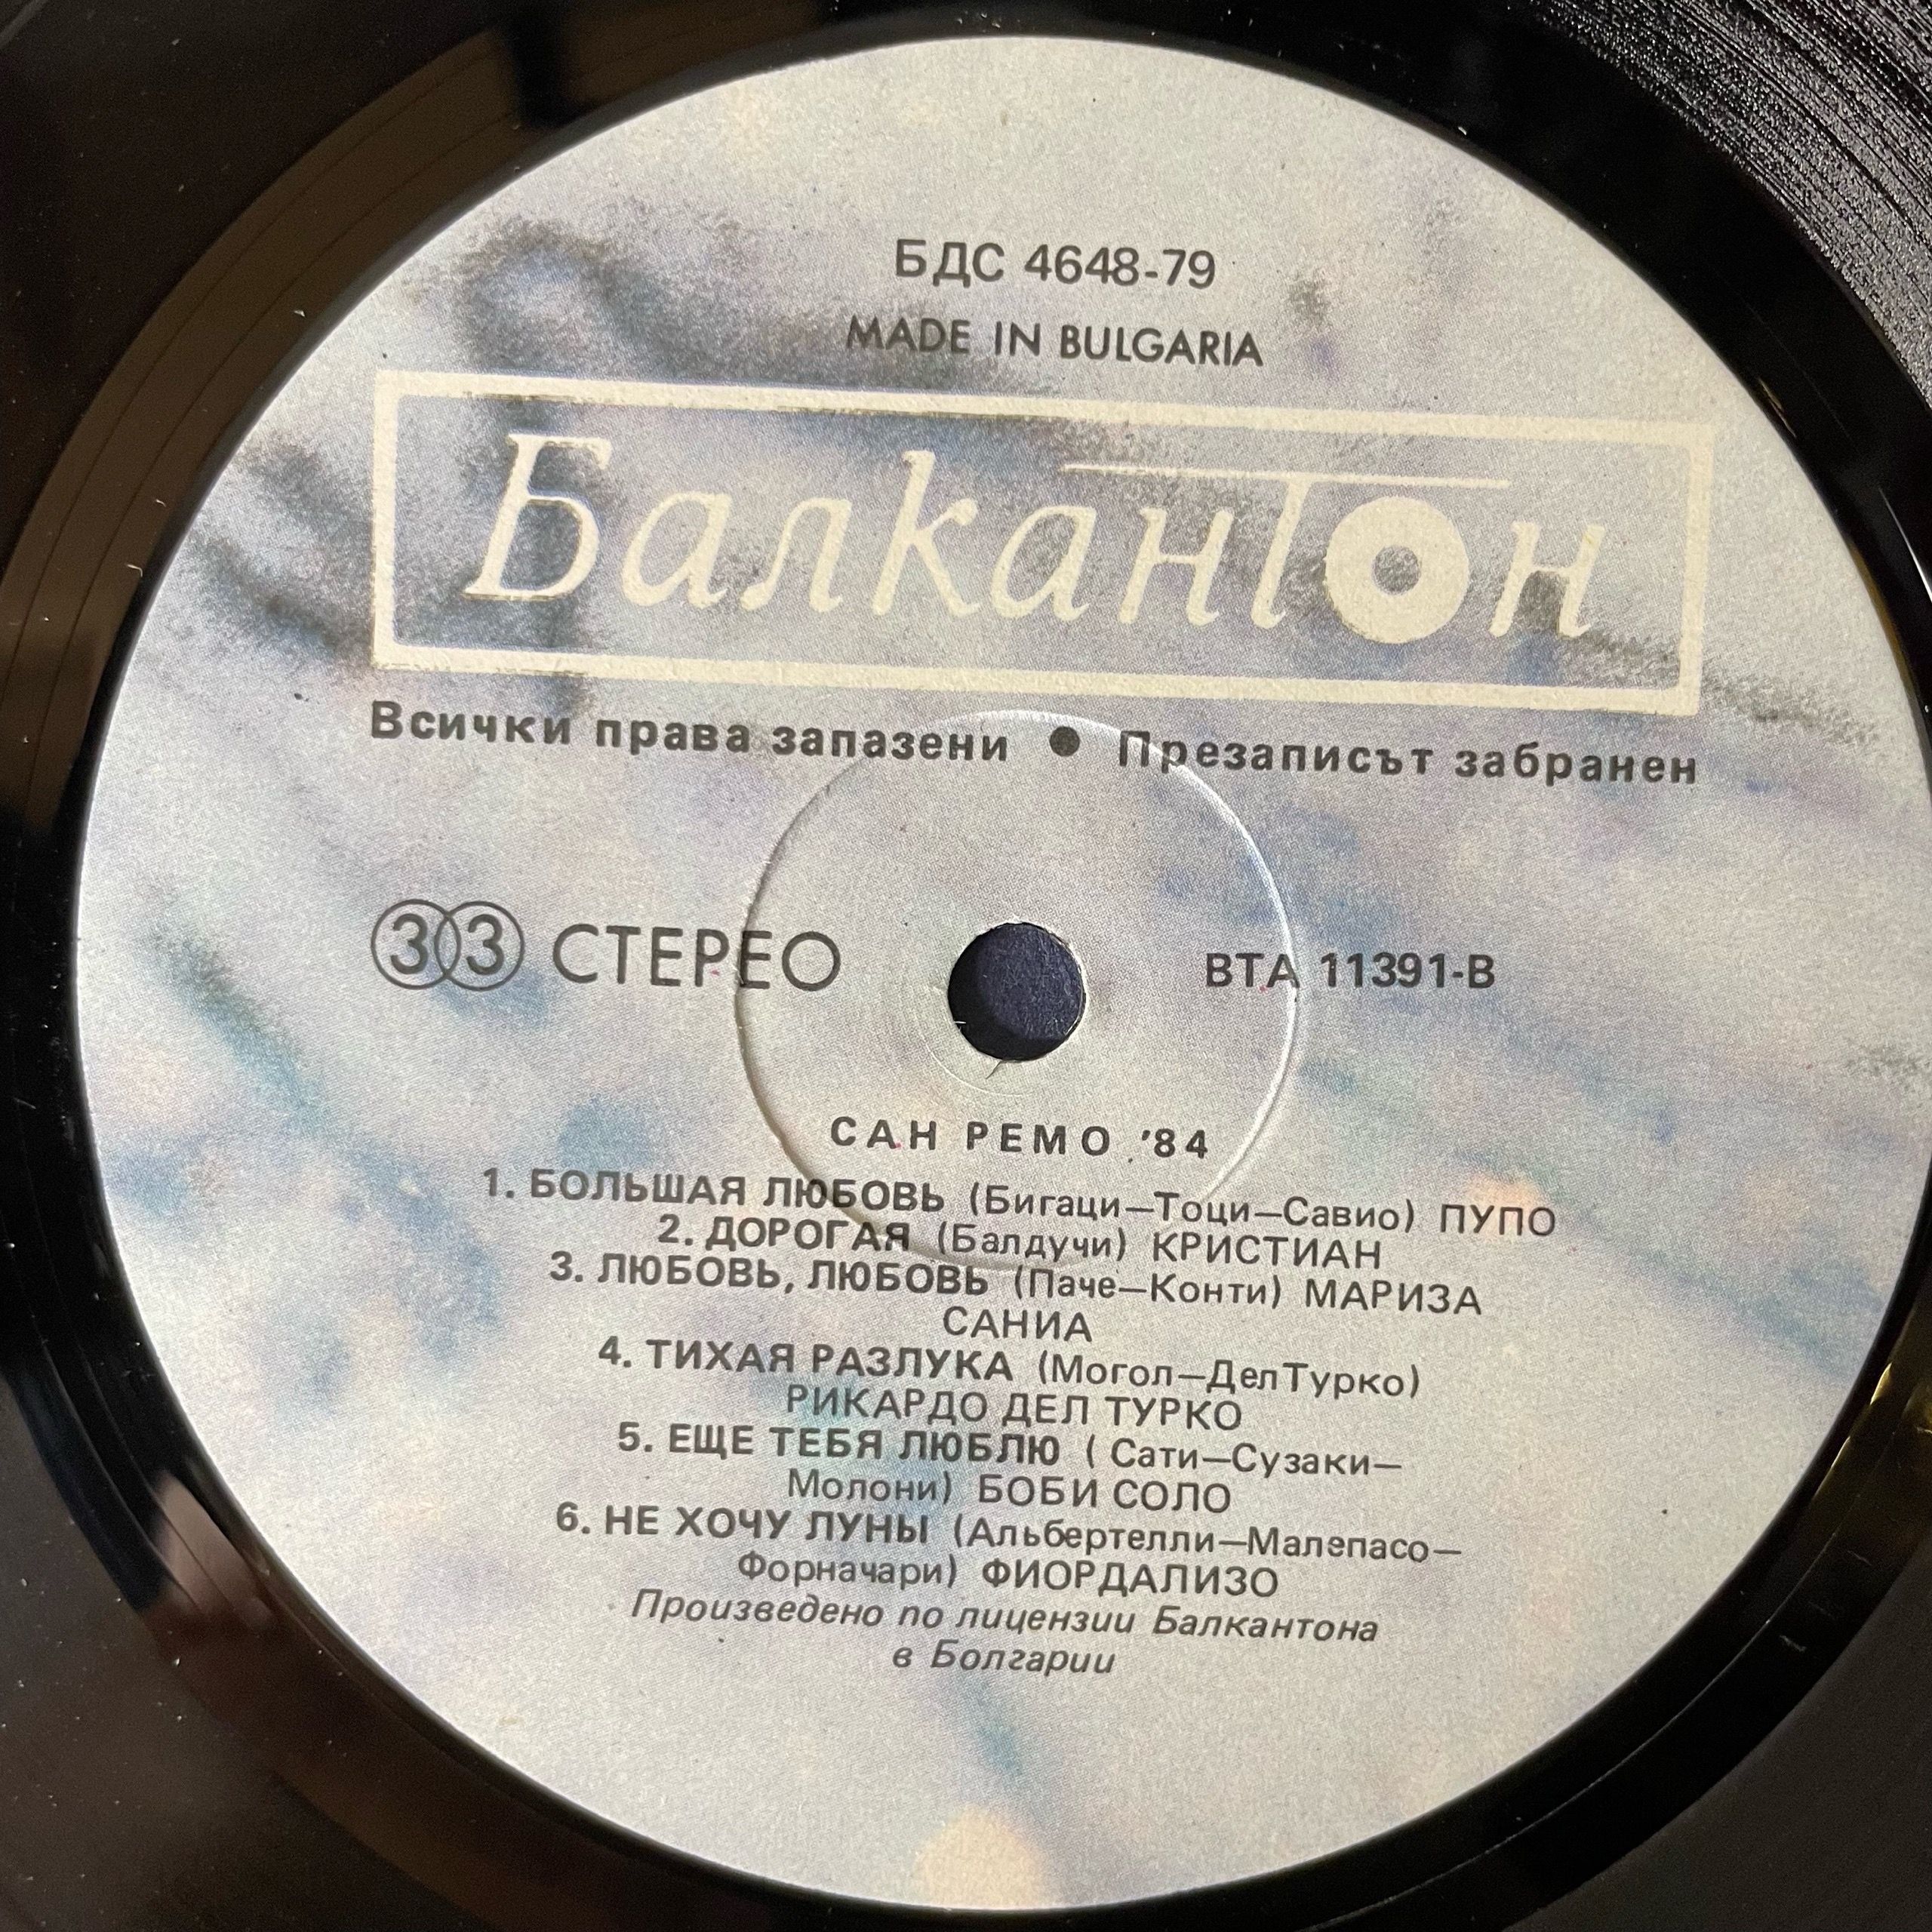 БДС 4648-79
MADE IN BULGARIA
Балкантон
Всички права запазени ● Презаписът забранен
33 СТЕРЕО
ВТА 11391-В
САН РЕМО '84
1. БОЛЬШАЯ ЛЮБОВЬ (Бигаци—Тоци—Савио) ПУПО
2. ДОРОГАЯ (Балдучи) КРИСТИАН
3. ЛЮБОВЬ, ЛЮБОВЬ (Паче—Конти) МАРИЗА
САНИА
4. ТИХАЯ РАЗЛУКА (Могол—Дел Турко)
РИКАРДО ДЕЛ ТУРКО
5. ЕЩЕ ТЕБЯ ЛЮБЛЮ ( Сати—Сузаки—
Молони) БОБИ СОЛО
6. НЕ ХОЧУ ЛУНЫ (Альбертелли—Малепасо—
Форначари) ФИОРДАЛИЗО
Произведено по лицензии Балкантона
в Болгарии